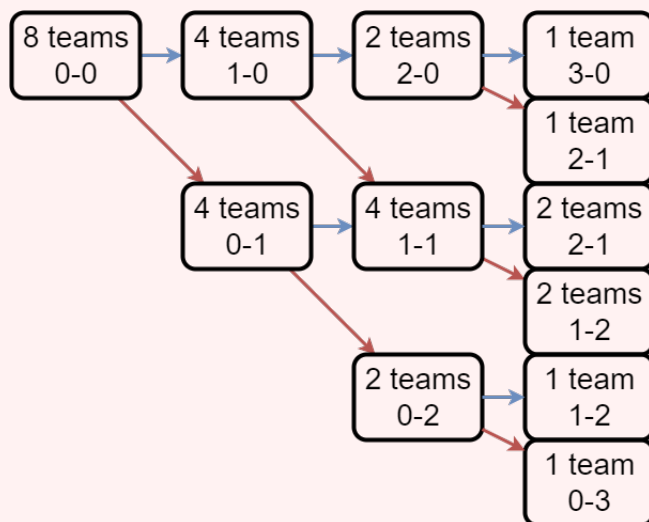 8 teams
0-0
4 teams
1-0
2 teams
2-0
1 team
3-0
1 team
2-1
4 teams
0-1
4 teams
1-1
2 teams
2-1
2 teams
1-2
2 teams
0-2
1 team
1-2
1 team
0-3